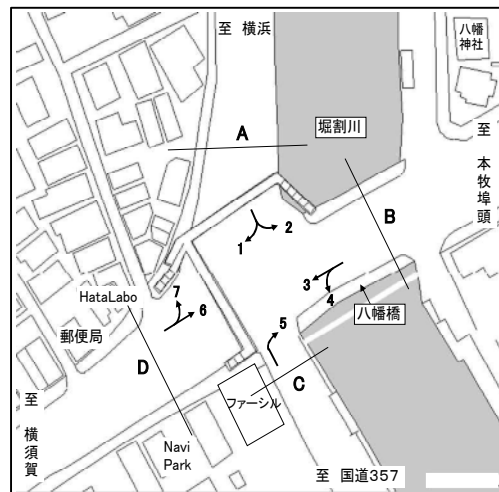 至 横浜
八幡
神社
堀割川
A
至 本牧埠頭
B
1
2
3
4
八幡橋
7
6
HataLabo
郵便局
5
D
C
ファーシル
至 横須賀
Navi
Park
至 国道357